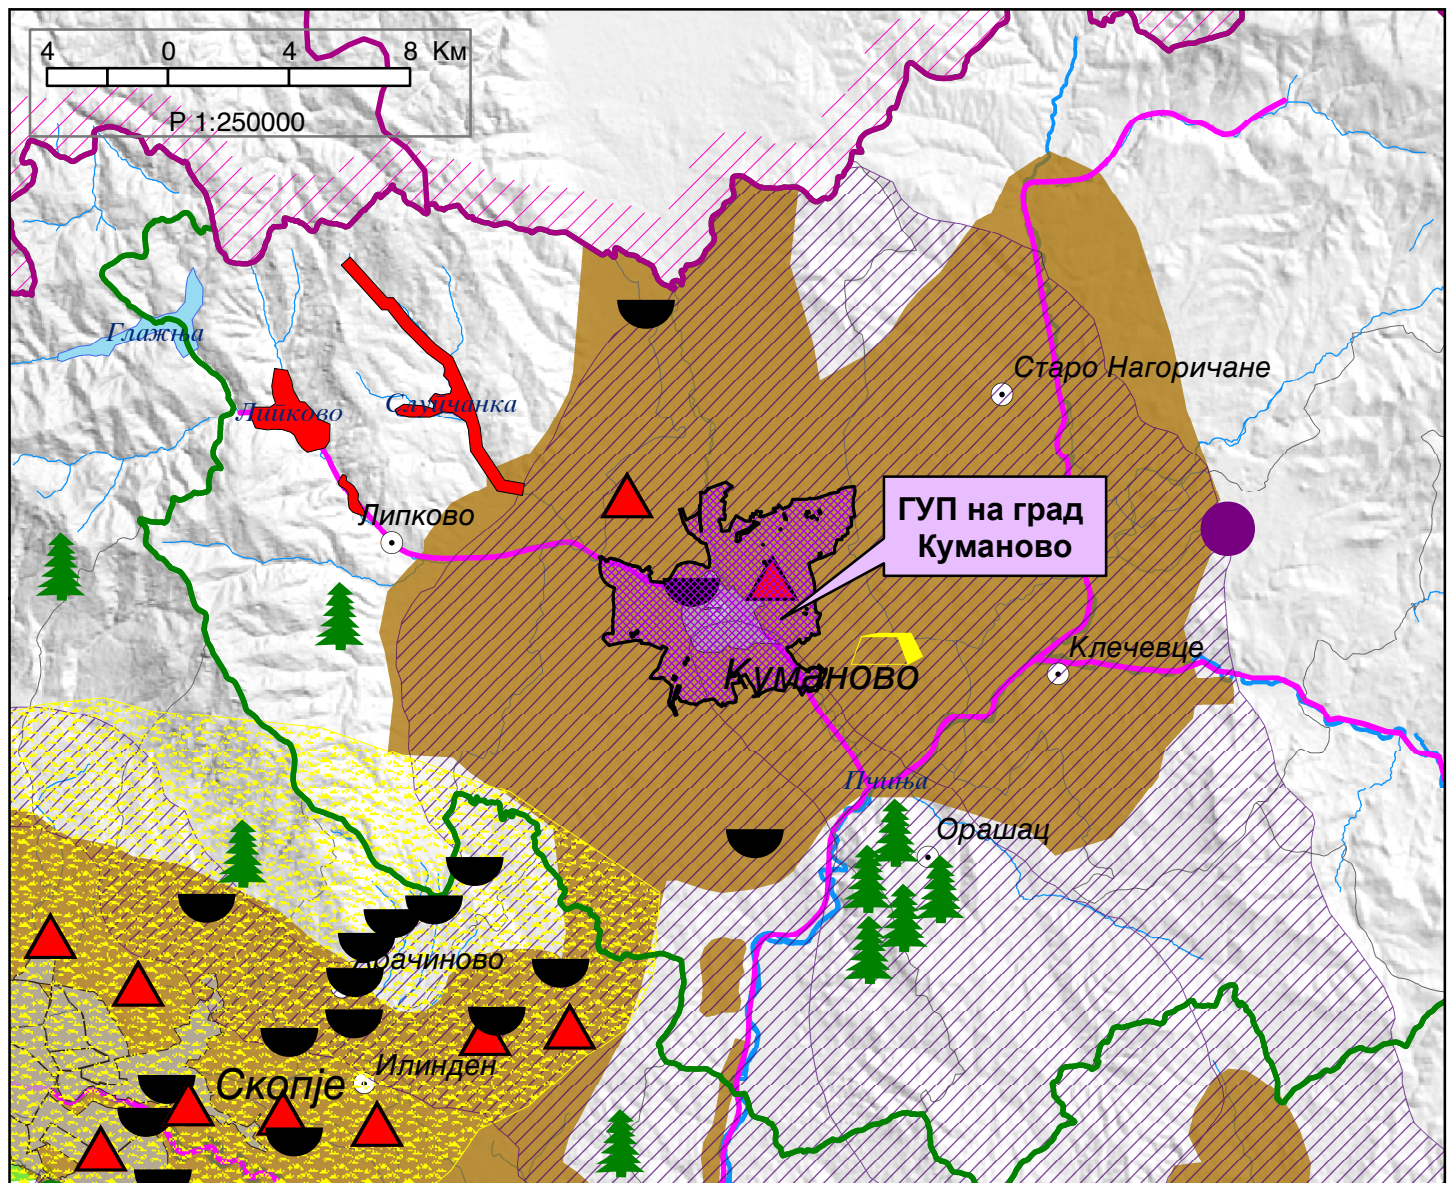 4 0 4 8 Км
Р 1:250000
Глажња
Старо Нагоричане
Липково
Слупчанка
ГУП на град
Куманово
Липково
Клечевце
Куманово
Пчиња
Орашац
Арачиново
Илинден
Скопје